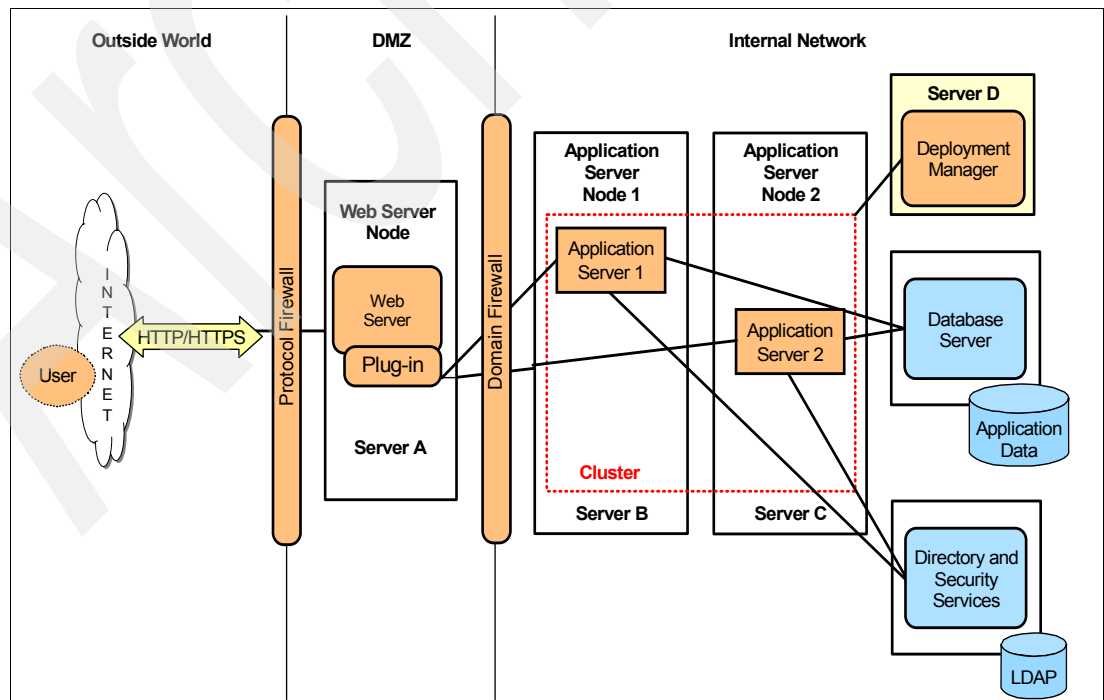 Outside World
DMZ
Internal Network
Server D
Deployment
Manager
Application
Server
Node 1
Application
Server
Node 2
Web Server
Node
Application
Server 1
Web
Server
Plug-in
Application
Server 2
Database
Server
INTERNET
HTTP/HTTPS
User
Protocol Firewall
Domain Firewall
Application
Data
Server A
Cluster
Server B
Server C
Directory and
Security
Services
LDAP